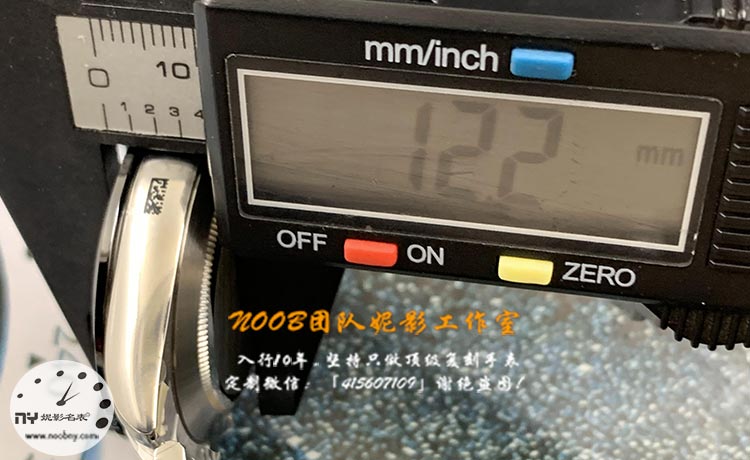 mm/inch
0 10
1 2 3 4
12.2 mm
OFF ON ZERO
NOOB团队妮影工作室
入行10年，坚持只做顶级复刻手表
定制微信：「415607109」谢绝盗图！
NY 妮影名表®
www.noobny.com